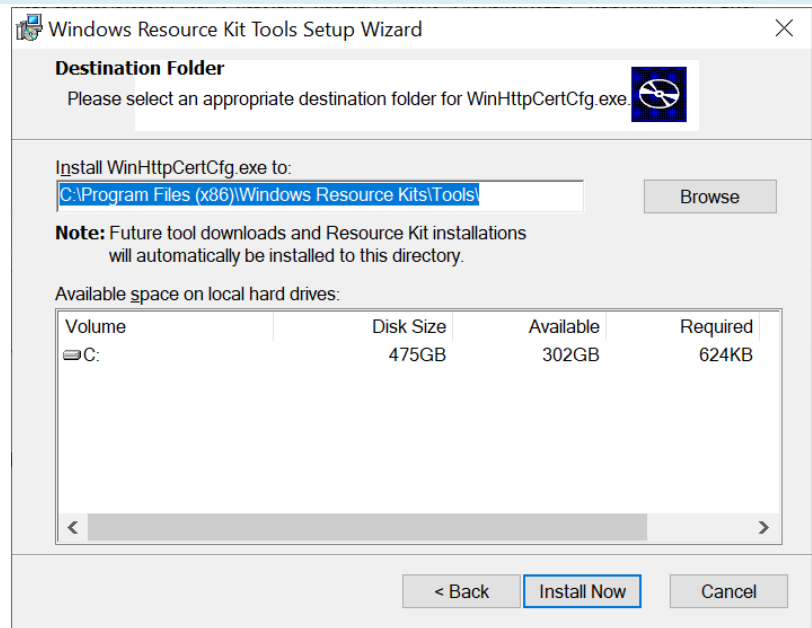 Windows Resource Kit Tools Setup Wizard
Destination Folder
Please select an appropriate destination folder for WinHttpCertCfg.exe.
Install WinHttpCertCfg.exe to:
C:\Program Files (x86)\Windows Resource Kits\Tools\
Browse
Note: Future tool downloads and Resource Kit installations
will automatically be installed to this directory.
Available space on local hard drives:
Volume Disk Size Available Required
C: 475GB 302GB 624KB
< Back Install Now Cancel